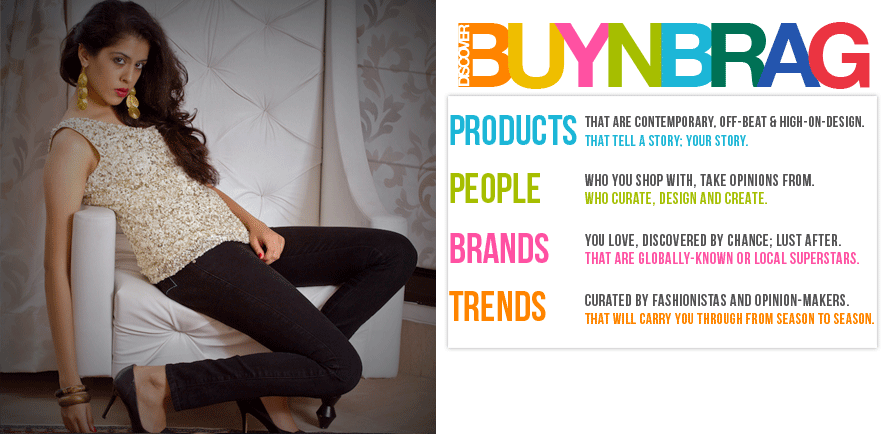 DISCOVER
BUYNBRAG
PRODUCTS
THAT ARE CONTEMPORARY, OFF-BEAT & HIGH-ON-DESIGN.
THAT TELL A STORY: YOUR STORY.
PEOPLE
WHO YOU SHOP WITH, TAKE OPINIONS FROM.
WHO CURATE, DESIGN AND CREATE.
BRANDS
YOU LOVE, DISCOVERED BY CHANCE; LUST AFTER.
THAT ARE GLOBALLY-KNOWN OR LOCAL SUPERSTARS.
TRENDS
CURATED BY FASHIONISTAS AND OPINION-MAKERS.
THAT WILL CARRY YOU THROUGH FROM SEASON TO SEASON.